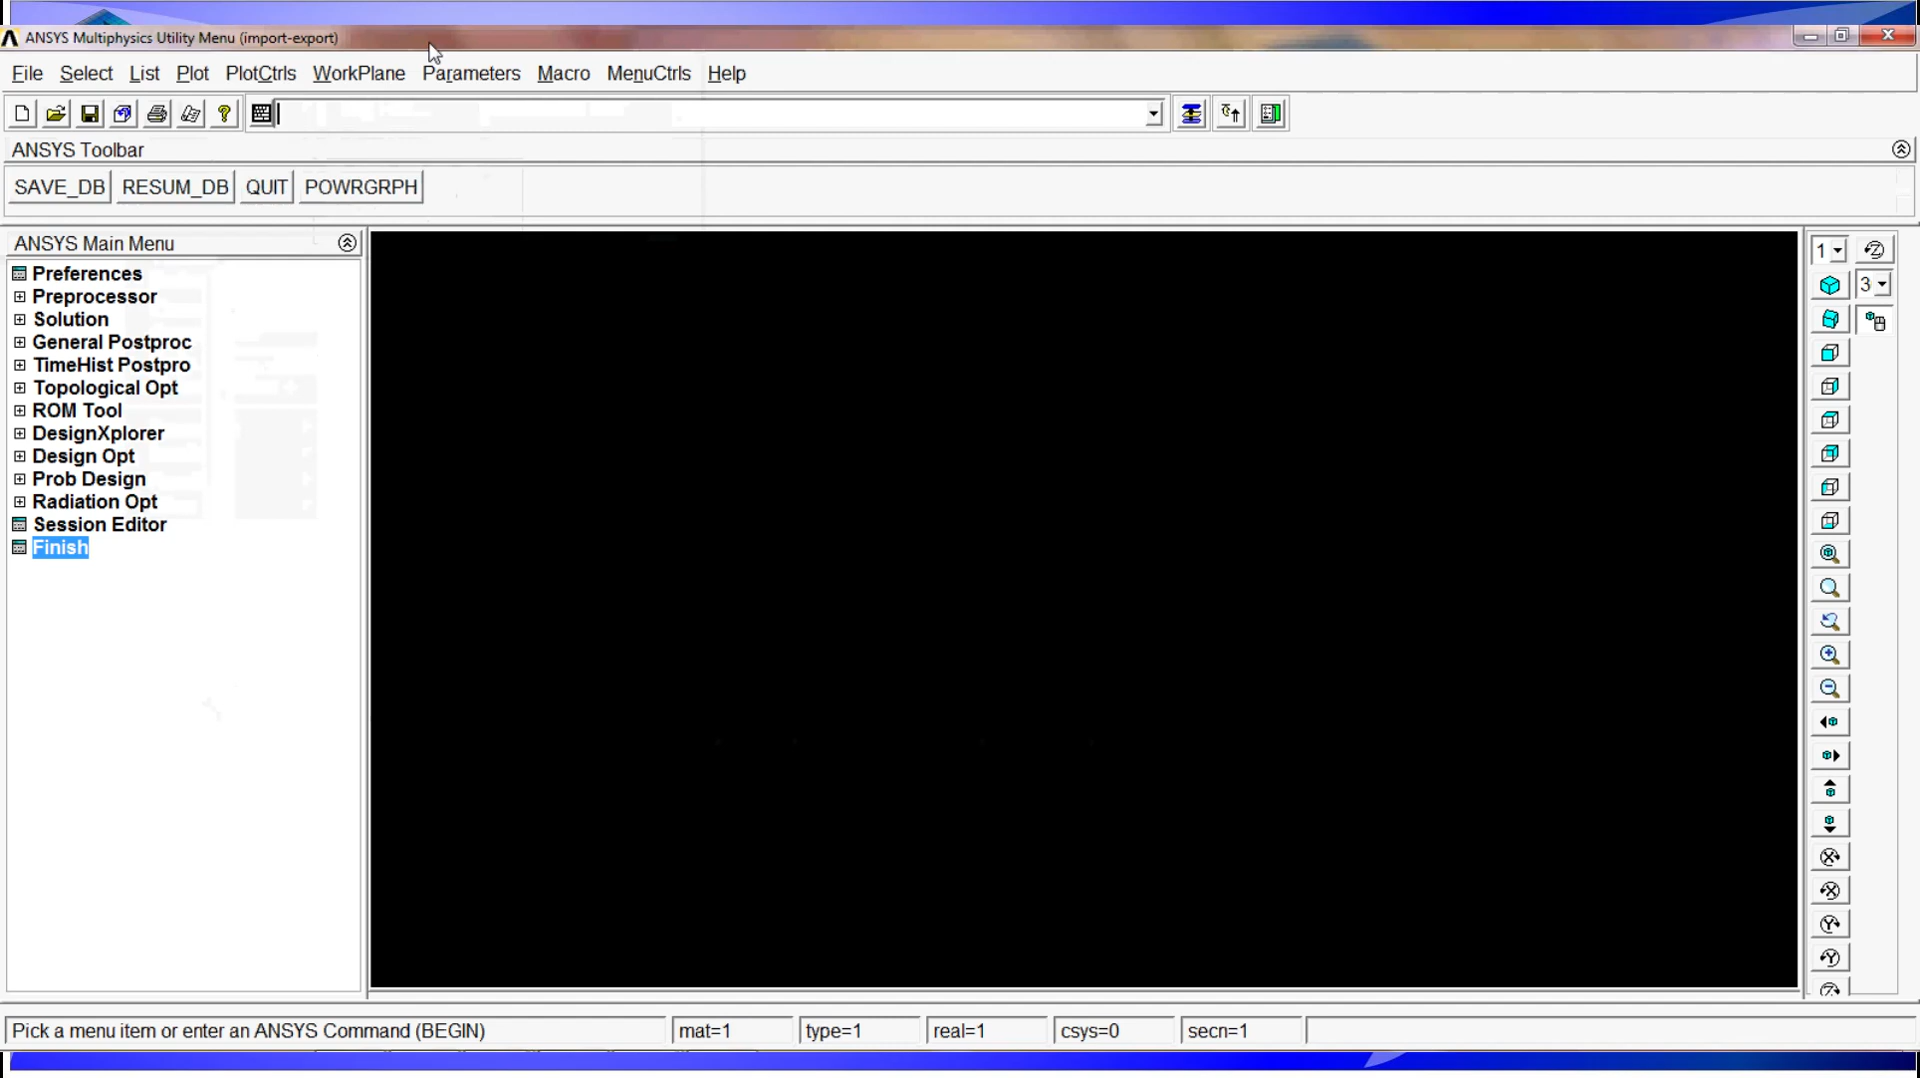 ANSYS Multiphysics Utility Menu (import-export)
File Select List Plot PlotCtrls WorkPlane Parameters Macro MenuCtrls Help
ANSYS Toolbar
SAVE_DB RESUM_DB QUIT POWRGRPH
ANSYS Main Menu
Preferences
Preprocessor
Solution
General Postproc
TimeHist Postpro
Topological Opt
ROM Tool
DesignXplorer
Design Opt
Prob Design
Radiation Opt
Session Editor
Finish
1
3
Pick a menu item or enter an ANSYS Command (BEGIN) mat=1 type=1 real=1 csys=0 secn=1